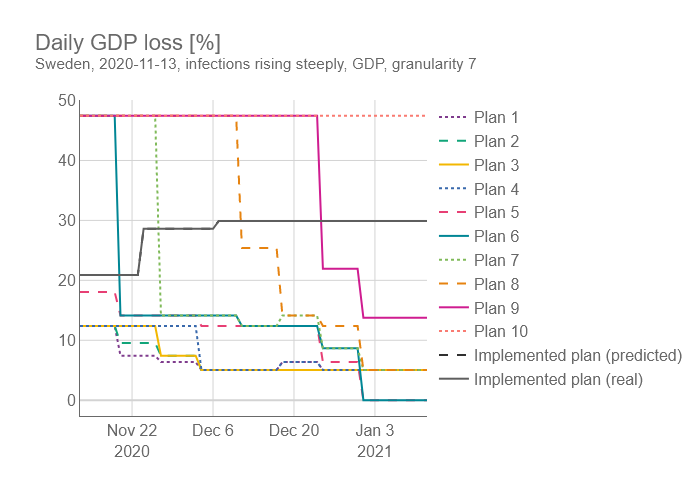 Daily GDP loss [%]
Sweden, 2020-11-13, infections rising steeply, GDP, granularity 7
50
40
30
20
10
0
Nov 22
2020
Dec 6
Dec 20
Jan 3
2021
Plan 1
Plan 2
Plan 3
Plan 4
Plan 5
Plan 6
Plan 7
Plan 8
Plan 9
Plan 10
Implemented plan (predicted)
Implemented plan (real)